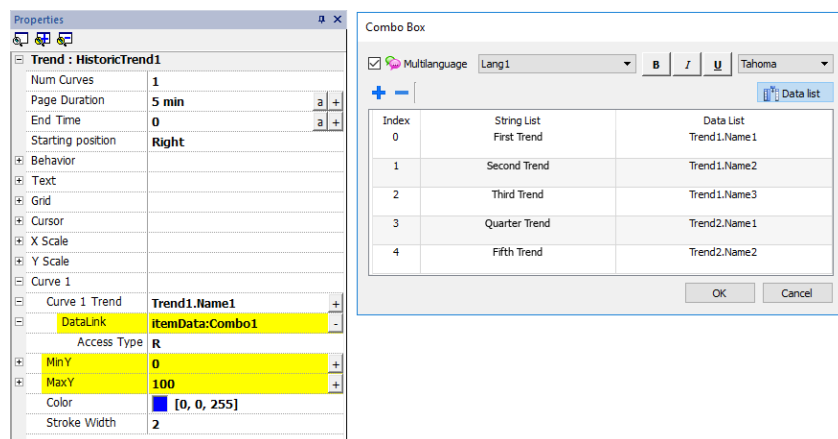 Properties
Trend : HistoricTrend1
Num Curves 1
Page Duration 5 min a +
End Time 0 a +
Starting position Right
Behavior
Text
Grid
Cursor
X Scale
Y Scale
Curve 1
Curve 1 Trend Trend1.Name1 +
DataLink itemData:Combo1 -
Access Type R
MinY 0 +
MaxY 100 +
Color [0, 0, 255]
Stroke Width 2
Combo Box
Multilanguage Lang1 B I U Tahoma
Data list
Index String List Data List
0 First Trend Trend1.Name1
1 Second Trend Trend1.Name2
2 Third Trend Trend1.Name3
3 Quarter Trend Trend2.Name1
4 Fifth Trend Trend2.Name2
OK Cancel